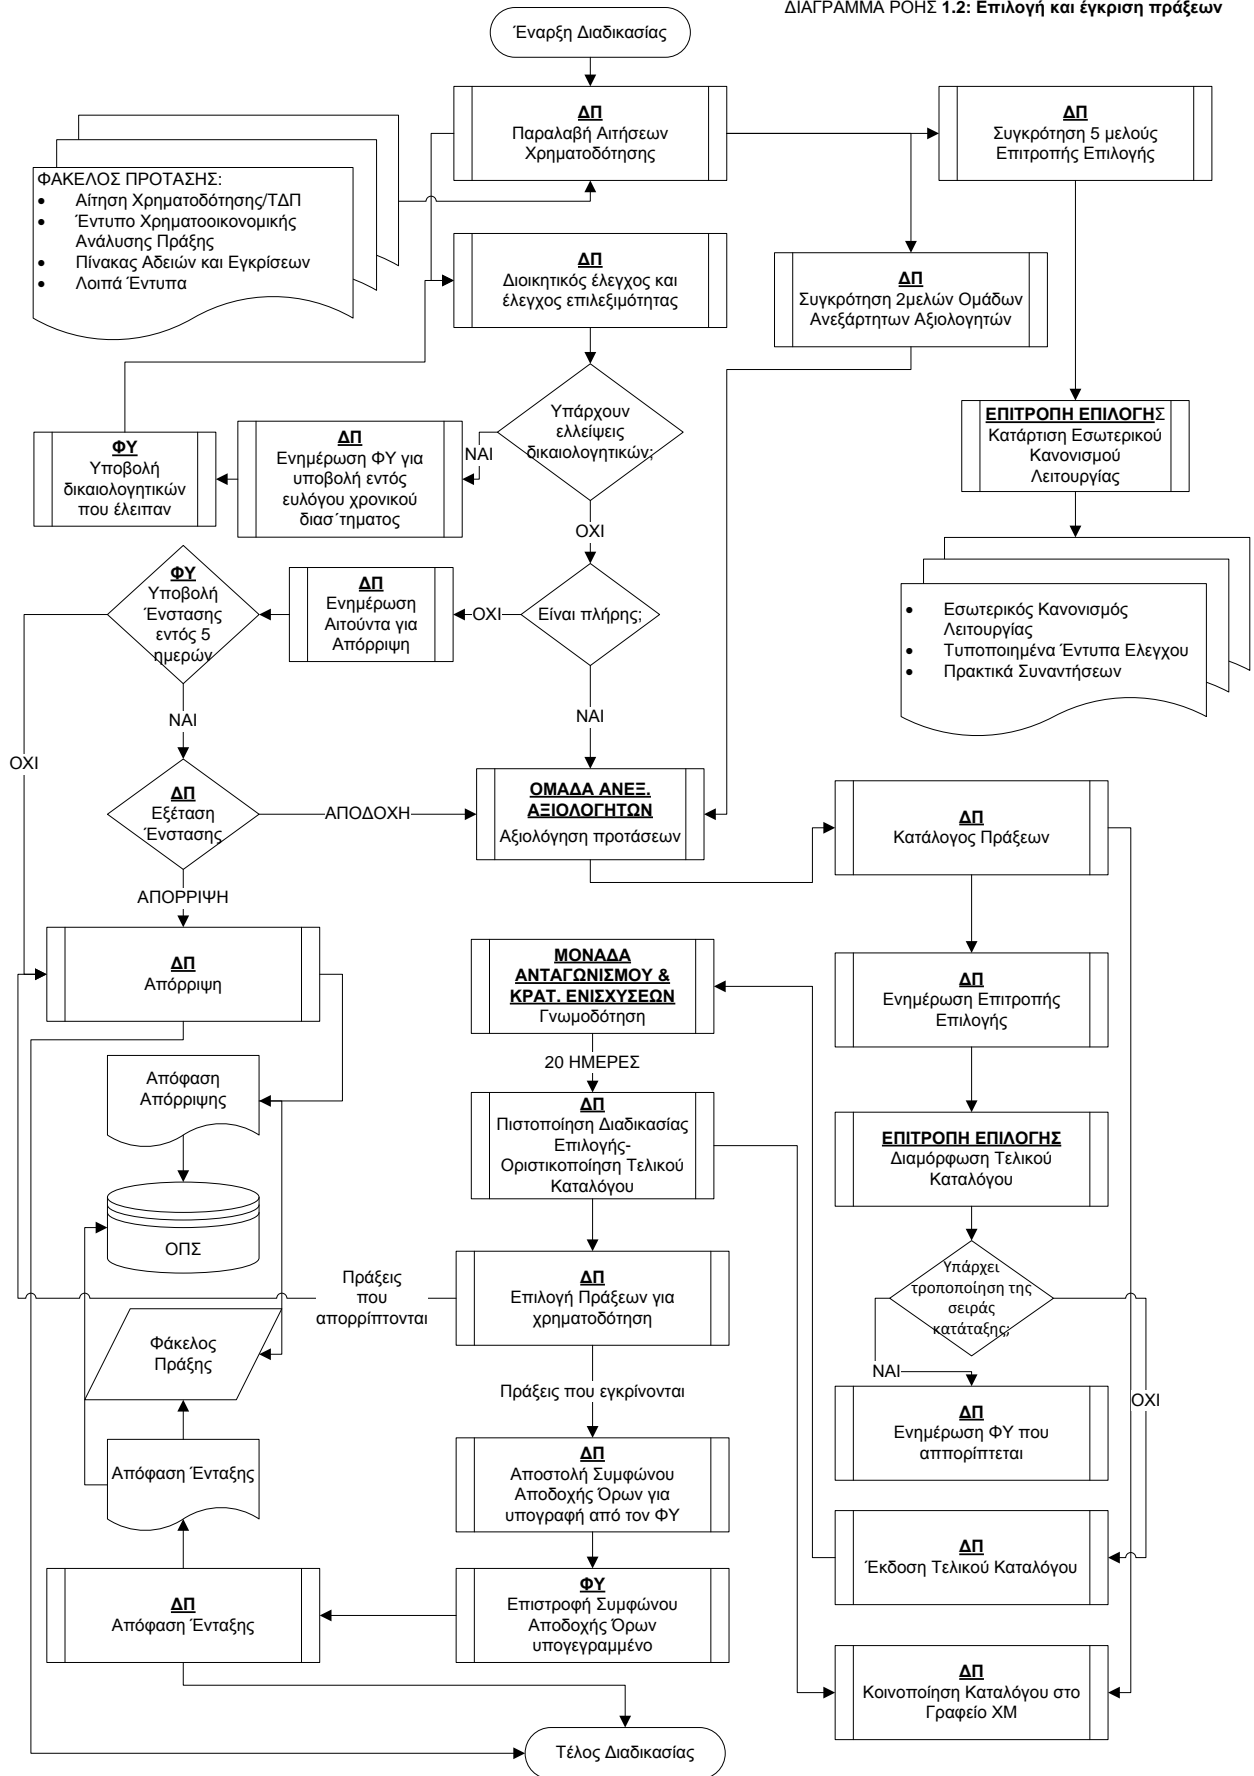 ΔΙΑΓΡΑΜΜΑ ΡΟΗΣ 1.2: Επιλογή και έγκριση πράξεων
Έναρξη Διαδικασίας
ΔΠ
Παραλαβή Αιτήσεων
Χρηματοδότησης
ΔΠ
Συγκρότηση 5 μελούς
Επιτροπής Επιλογής
ΦΑΚΕΛΟΣ ΠΡΟΤΑΣΗΣ:
• Αίτηση Χρηματοδότησης/ΤΔΠ
• Έντυπο Χρηματοοικονομικής
Ανάλυσης Πράξης
• Πίνακας Αδειών και Εγκρίσεων
• Λοιπά Έντυπα
ΔΠ
Διοικητικός έλεγχος και
έλεγχος επιλεξιμότητας
ΔΠ
Συγκρότηση 2μελών Ομάδων
Ανεξάρτητων Αξιολογητών
Υπάρχουν
ελλείψεις
δικαιολογητικών;
ΝΑΙ
ΔΠ
Ενημέρωση ΦΥ για
υποβολή εντός
ευλόγου χρονικού
διασ΄τηματος
ΦΥ
Υποβολή
δικαιολογητικών
που έλειπαν
ΕΠΙΤΡΟΠΗ ΕΠΙΛΟΓΗΣ
Κατάρτιση Εσωτερικού
Κανονισμού
Λειτουργίας
ΟΧΙ
Είναι πλήρης;
ΟΧΙ
ΔΠ
Ενημέρωση
Αιτούντα για
Απόρριψη
ΦΥ
Υποβολή
Ένστασης
εντός 5
ημερών
• Εσωτερικός Κανονισμός
Λειτουργίας
• Τυποποιημένα Έντυπα Ελεγχου
• Πρακτικά Συναντήσεων
ΝΑΙ
ΝΑΙ
ΟΧΙ
ΔΠ
Εξέταση
Ένστασης
ΑΠΟΔΟΧΗ
ΟΜΑΔΑ ΑΝΕΞ.
ΑΞΙΟΛΟΓΗΤΩΝ
Αξιολόγηση προτάσεων
ΔΠ
Κατάλογος Πράξεων
ΑΠΟΡΡΙΨΗ
ΔΠ
Απόρριψη
ΜΟΝΑΔΑ
ΑΝΤΑΓΩΝΙΣΜΟΥ &
ΚΡΑΤ. ΕΝΙΣΧΥΣΕΩΝ
Γνωμοδότηση
ΔΠ
Ενημέρωση Επιτροπής
Επιλογής
20 ΗΜΕΡΕΣ
Απόφαση
Απόρριψης
ΔΠ
Πιστοποίηση Διαδικασίας
Επιλογής-
Οριστικοποίηση Τελικού
Καταλόγου
ΕΠΙΤΡΟΠΗ ΕΠΙΛΟΓΗΣ
Διαμόρφωση Τελικού
Καταλόγου
ΟΠΣ
Πράξεις
που
απορρίπτονται
ΔΠ
Επιλογή Πράξεων για
χρηματοδότηση
Υπάρχει
τροποποίηση της
σειράς
κατάταξης;
Φάκελος
Πράξης
ΝΑΙ
Πράξεις που εγκρίνονται
ΟΧΙ
ΔΠ
Ενημέρωση ΦΥ που
αππορίπτεται
Απόφαση Ένταξης
ΔΠ
Αποστολή Συμφώνου
Αποδοχής Όρων για
υπογραφή από τον ΦΥ
ΔΠ
Έκδοση Τελικού Καταλόγου
ΔΠ
Απόφαση Ένταξης
ΦΥ
Επιστροφή Συμφώνου
Αποδοχής Όρων
υπογεγραμμένο
ΔΠ
Κοινοποίηση Καταλόγου στο
Γραφείο ΧΜ
Τέλος Διαδικασίας